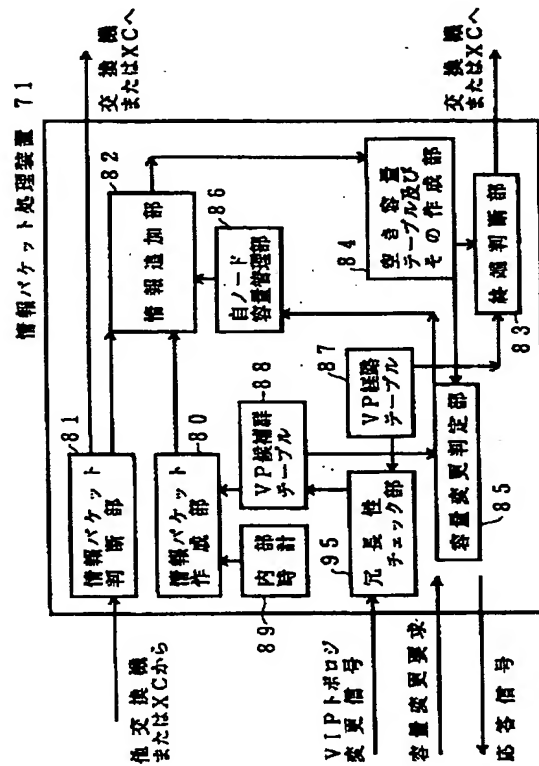 情報パケット処理装置 71
他交換機
またはXCから
交換機
またはXCへ
81
情報パケット
判断部
82
情報追加部
80
情報パケット
作成部
86
自ノード
容量管理部
88
VP候補群
テーブル
89
内部時計
84
空き容量
テーブル及び
その作成部
87
VP経路
テーブル
95
冗長性
チェック部
VIPトポロジ
変更信号
容量変更要求
応答信号
85
容量変更判定部
83
終端判断部
交換機
またはXCへ